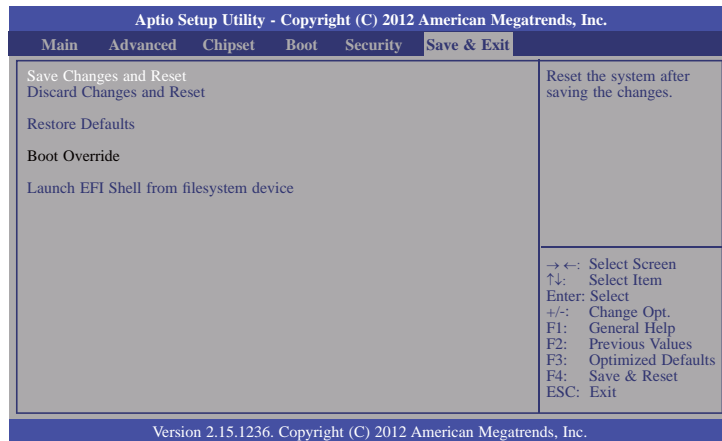 Aptio Setup Utility - Copyright (C) 2012 American Megatrends, Inc.
Main Advanced Chipset Boot Security Save & Exit
Save Changes and Reset
Discard Changes and Reset
Restore Defaults
Boot Override
Launch EFI Shell from filesystem device
Reset the system after
saving the changes.
→ ←: Select Screen
↑↓: Select Item
Enter: Select
+/-: Change Opt.
F1: General Help
F2: Previous Values
F3: Optimized Defaults
F4: Save & Reset
ESC: Exit
Version 2.15.1236. Copyright (C) 2012 American Megatrends, Inc.